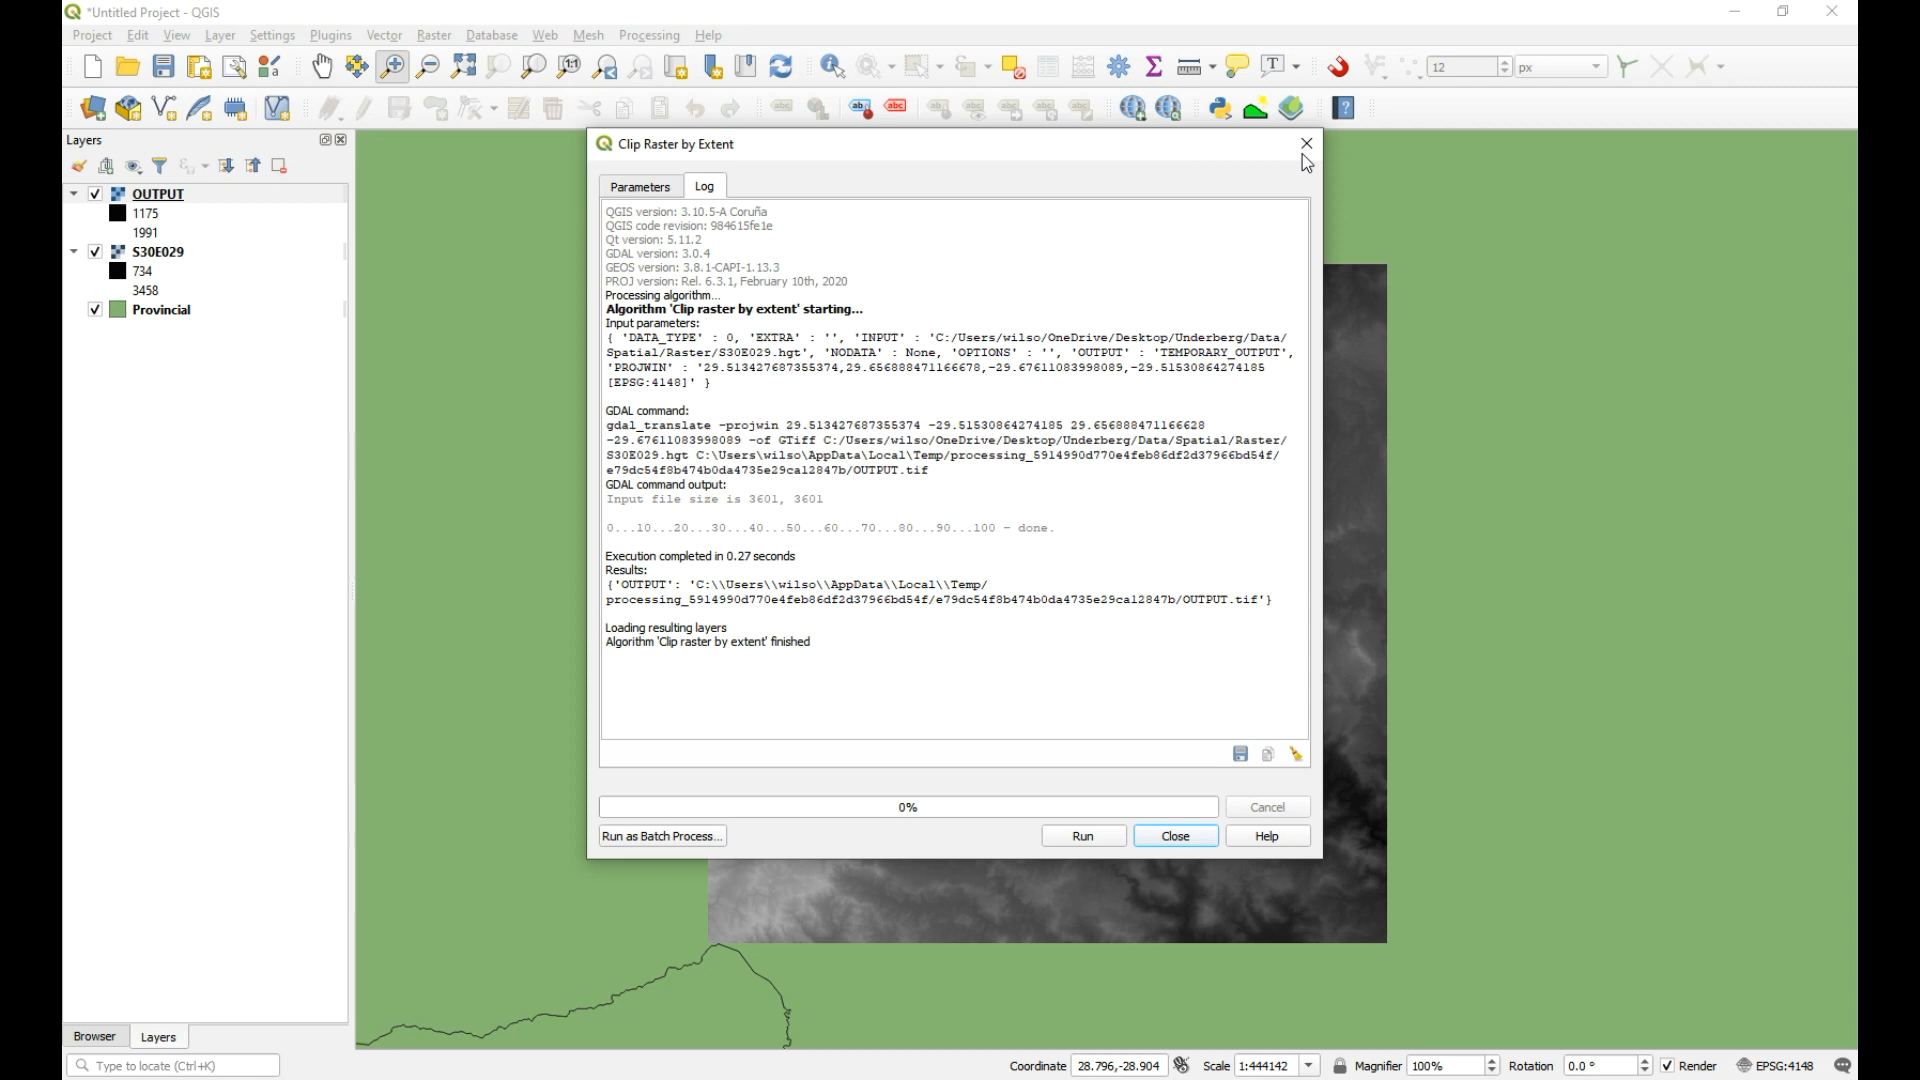 *Untitled Project - QGIS
Project Edit View Layer Settings Plugins Vector Raster Database Web Mesh Processing Help
12 px
Layers
Clip Raster by Extent
Parameters Log
OUTPUT
1175
1991
S30E029
734
3458
Provincial
QGIS version: 3.10.5-A Coruña
QGIS code revision: 984615fe1e
Qt version: 5.11.2
GDAL version: 3.0.4
GEOS version: 3.8.1-CAPI-1.13.3
PROJ version: Rel. 6.3.1, February 10th, 2020
Processing algorithm...
Algorithm 'Clip raster by extent' starting...
Input parameters:
{ 'DATA_TYPE' : 0, 'EXTRA' : '', 'INPUT' : 'C:/Users/wilso/OneDrive/Desktop/Underberg/Data/
Spatial/Raster/S30E029.hgt', 'NODATA' : None, 'OPTIONS' : '', 'OUTPUT' : 'TEMPORARY_OUTPUT',
'PROJWIN' : '29.513427687355374,29.656888471166678,-29.67611083998089,-29.51530864274185
[EPSG:4148]' }
GDAL command:
gdal_translate -projwin 29.513427687355374 -29.51530864274185 29.656888471166628
-29.67611083998089 -of GTiff C:/Users/wilso/OneDrive/Desktop/Underberg/Data/Spatial/Raster/
S30E029.hgt C:\Users\wilso\AppData\Local\Temp/processing_5914990d770e4feb86df2d37966bd54f/
e79dc54f8b474b0da4735e29ca12847b/OUTPUT.tif
GDAL command output:
Input file size is 3601, 3601
0...10...20...30...40...50...60...70...80...90...100 - done.
Execution completed in 0.27 seconds
Results:
{'OUTPUT': 'C:\\Users\\wilso\\AppData\\Local\\Temp/
processing_5914990d770e4feb86df2d37966bd54f/e79dc54f8b474b0da4735e29ca12847b/OUTPUT.tif'}
Loading resulting layers
Algorithm 'Clip raster by extent' finished
0% Cancel
Run as Batch Process... Run Close Help
Browser Layers
Type to locate (Ctrl+K) Coordinate 28.796,-28.904 Scale 1:444142 Magnifier 100% Rotation 0.0 ° Render EPSG:4148